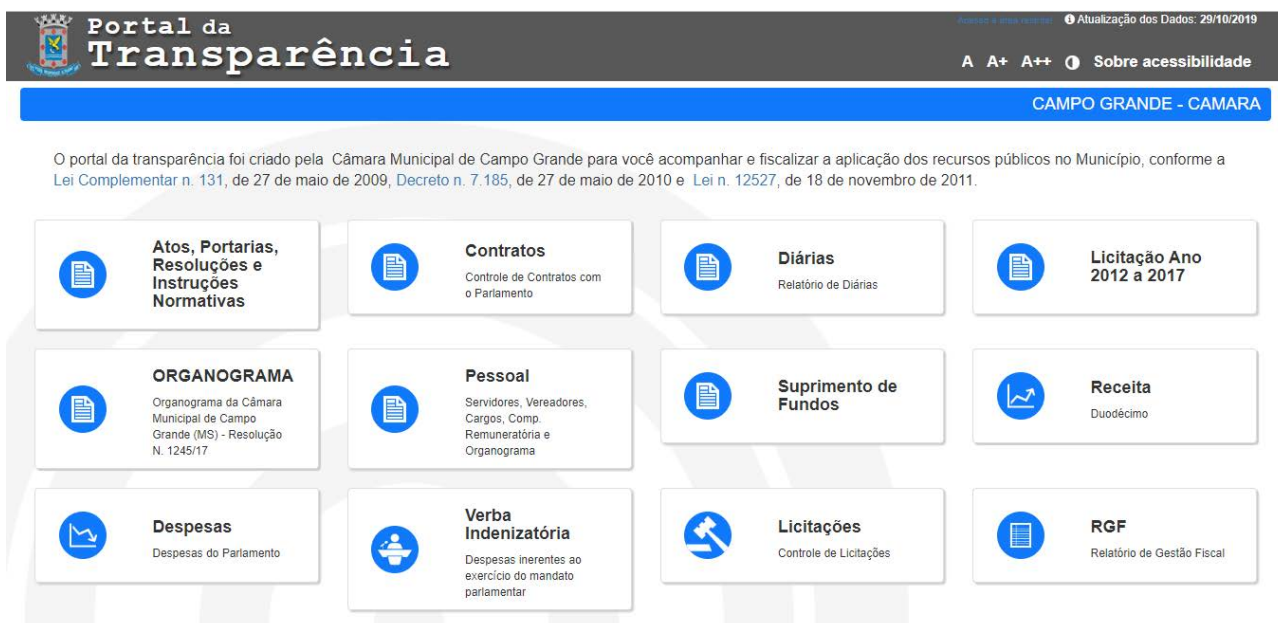 Portal da
Transparência
Acesso à área restrita
Atualização dos Dados: 29/10/2019
A A+ A++ Sobre acessibilidade
CAMPO GRANDE - CAMARA
O portal da transparência foi criado pela Câmara Municipal de Campo Grande para você acompanhar e fiscalizar a aplicação dos recursos públicos no Município, conforme a
Lei Complementar n. 131, de 27 de maio de 2009, Decreto n. 7.185, de 27 de maio de 2010 e Lei n. 12527, de 18 de novembro de 2011.
Atos, Portarias,
Resoluções e
Instruções
Normativas
Contratos
Controle de Contratos com
o Parlamento
Diárias
Relatório de Diárias
Licitação Ano
2012 a 2017
ORGANOGRAMA
Organograma da Câmara
Municipal de Campo
Grande (MS) - Resolução
N. 1245/17
Pessoal
Servidores, Vereadores,
Cargos, Comp.
Remuneratória e
Organograma
Suprimento de
Fundos
Receita
Duodécimo
Despesas
Despesas do Parlamento
Verba
Indenizatória
Despesas inerentes ao
exercício do mandato
parlamentar
Licitações
Controle de Licitações
RGF
Relatório de Gestão Fiscal